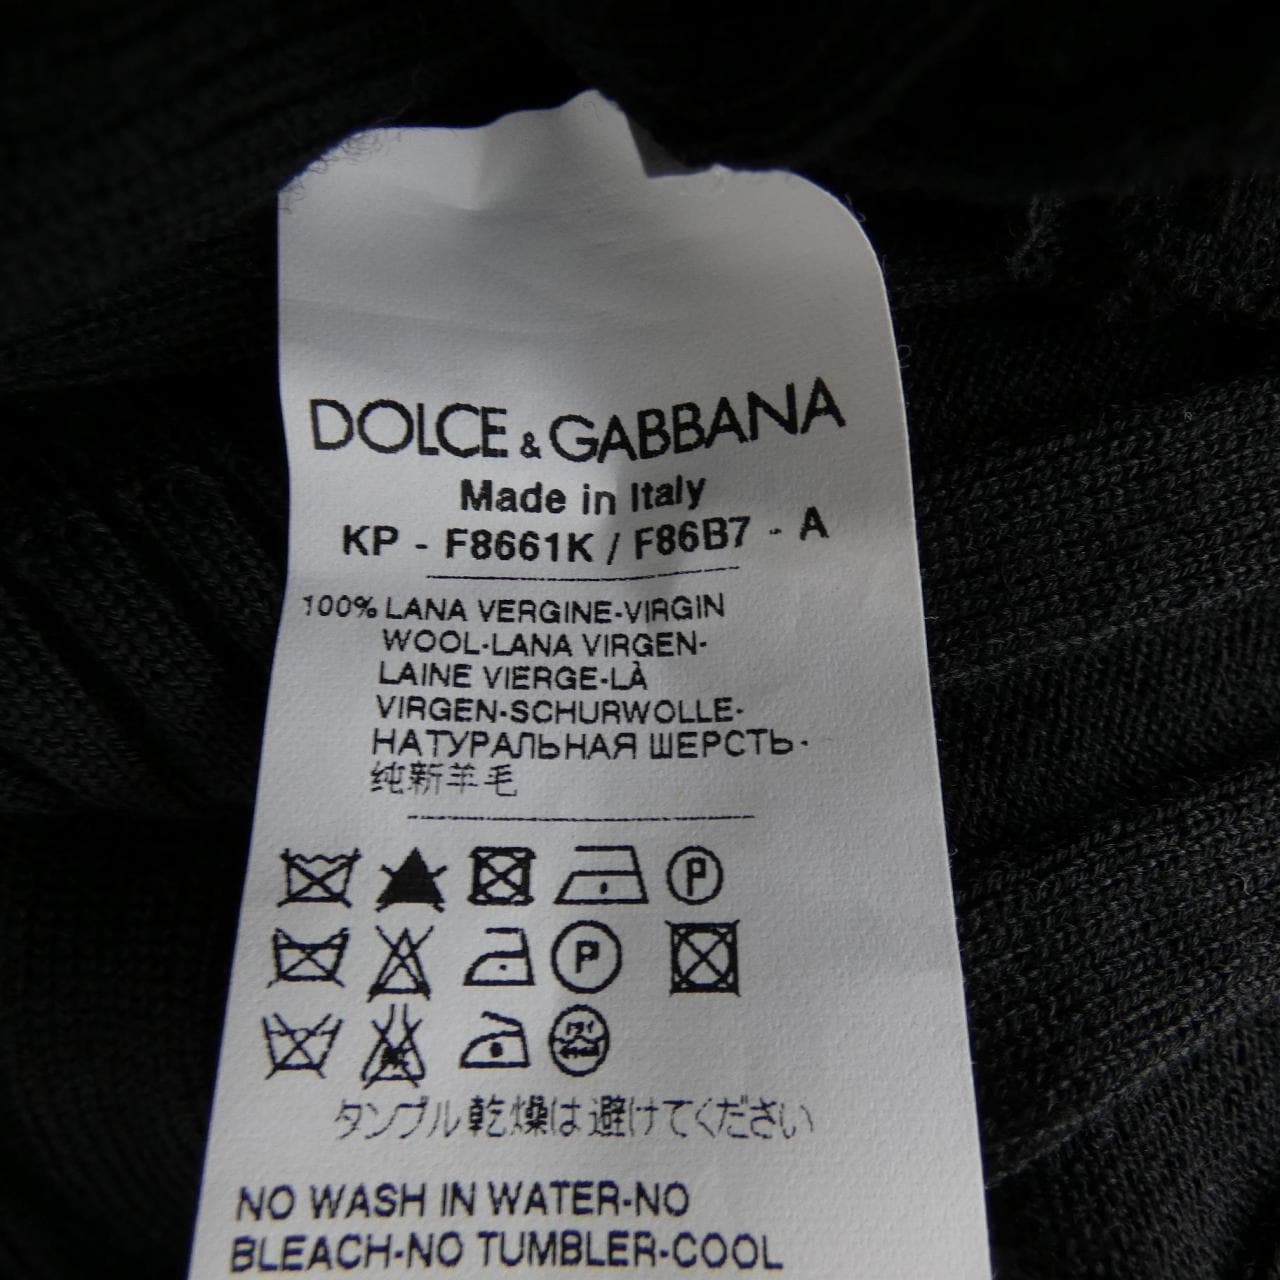 DOLCE & GABBANA
Made in Italy
KP - F8661K / F86B7 - A
100% LANA VERGINE-VIRGIN
WOOL-LANA VIRGEN-
LAINE VIERGE-LÀ
VIRGEN-SCHURWOLLE-
НАТУРАЛЬНАЯ ШЕРСТЬ-
纯新羊毛
P
P
タンブル乾燥は避けてください
NO WASH IN WATER-NO
BLEACH-NO TUMBLER-COOL